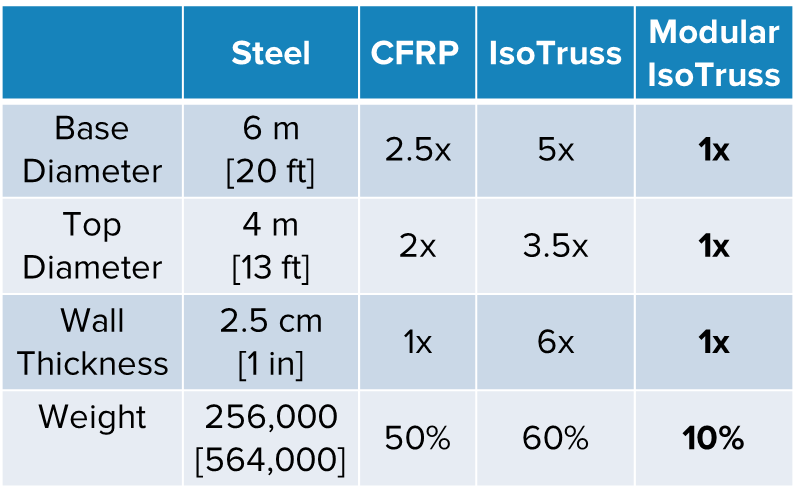 Steel CFRP IsoTruss Modular IsoTruss
Base Diameter 6 m [20 ft] 2.5x 5x 1x
Top Diameter 4 m [13 ft] 2x 3.5x 1x
Wall Thickness 2.5 cm [1 in] 1x 6x 1x
Weight 256,000 [564,000] 50% 60% 10%